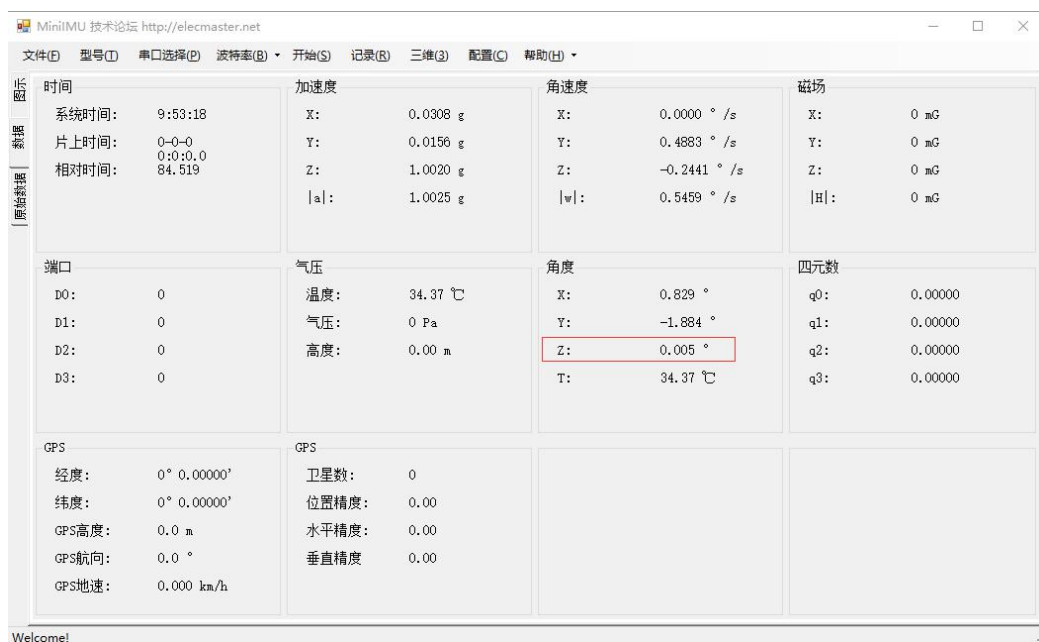 MiniIMU 技术论坛 http://elecmaster.net
文件(F) 型号(T) 串口选择(P) 波特率(B) 开始(S) 记录(R) 三维(3) 配置(C) 帮助(H)
图示
数据
原始数据
时间
系统时间: 9:53:18
片上时间: 0-0-0
0:0:0.0
相对时间: 84.519
加速度
X: 0.0308 g
Y: 0.0156 g
Z: 1.0020 g
|a|: 1.0025 g
角速度
X: 0.0000 ° /s
Y: 0.4883 ° /s
Z: -0.2441 ° /s
|w|: 0.5459 ° /s
磁场
X: 0 mG
Y: 0 mG
Z: 0 mG
|H|: 0 mG
端口
D0: 0
D1: 0
D2: 0
D3: 0
气压
温度: 34.37 ℃
气压: 0 Pa
高度: 0.00 m
角度
X: 0.829 °
Y: -1.884 °
Z: 0.005 °
T: 34.37 ℃
四元数
q0: 0.00000
q1: 0.00000
q2: 0.00000
q3: 0.00000
GPS
经度: 0° 0.00000'
纬度: 0° 0.00000'
GPS高度: 0.0 m
GPS航向: 0.0 °
GPS地速: 0.000 km/h
GPS
卫星数: 0
位置精度: 0.00
水平精度: 0.00
垂直精度 0.00
Welcome!